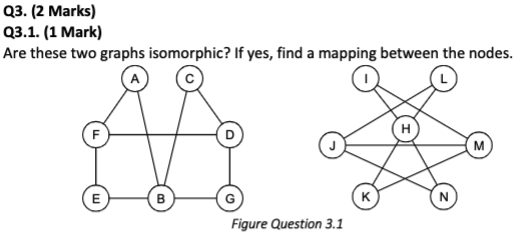 Q3. (2 Marks)
Q3.1. (1 Mark)
Are these two graphs isomorphic? If yes, find a mapping between the nodes.
A C I L
F D J H M
E B G K N
Figure Question 3.1